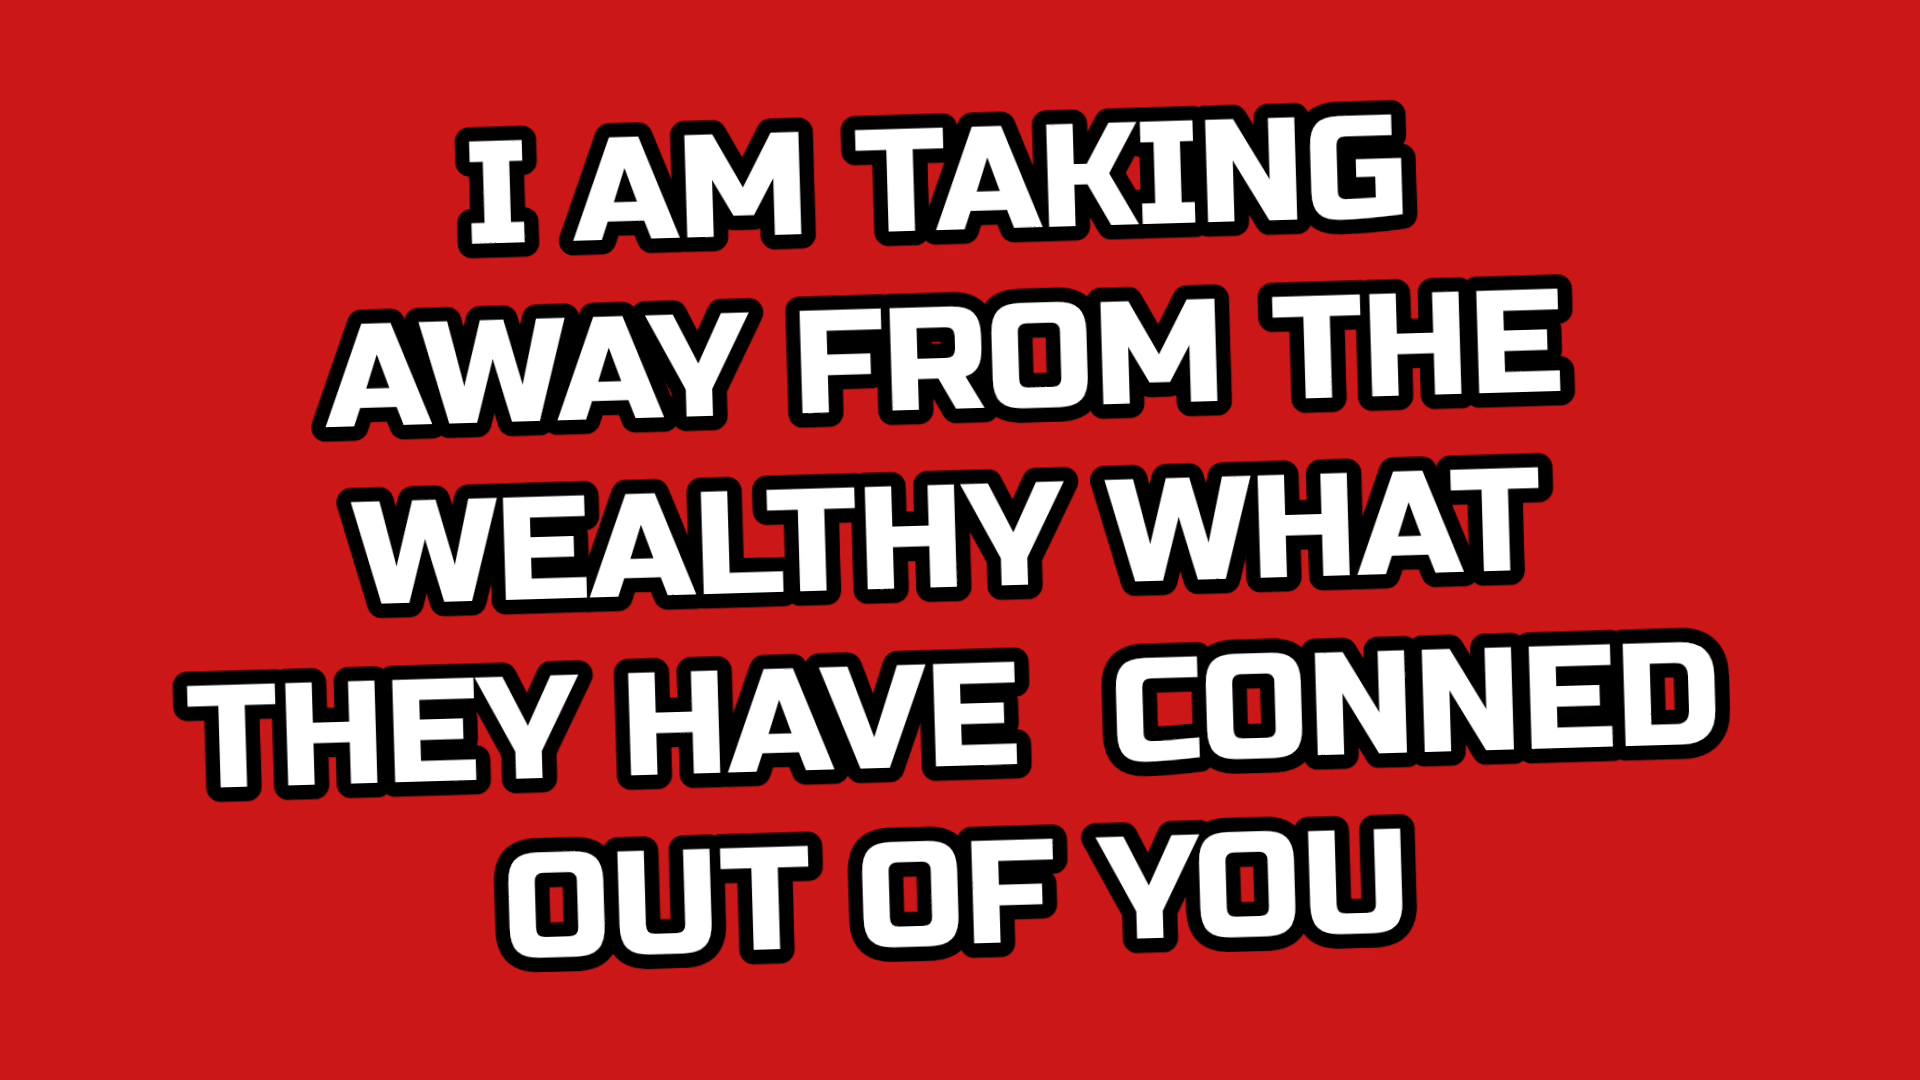 I AM TAKING
AWAY FROM THE
WEALTHY WHAT
THEY HAVE  CONNED
OUT OF YOU